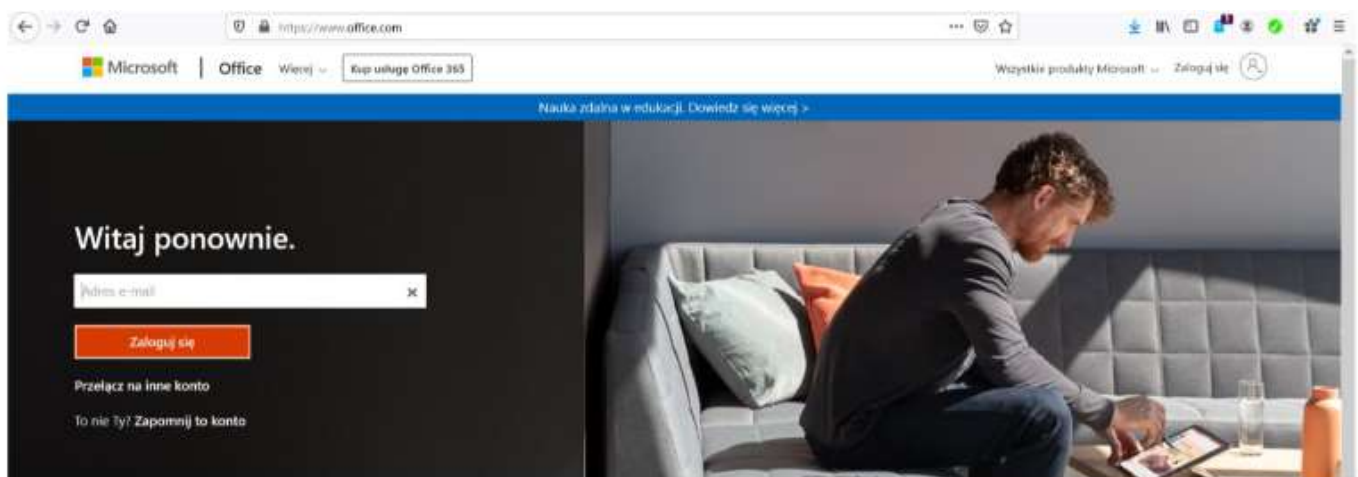 https://www.office.com
Microsoft | Office Więcej Kup usługę Office 365 Wszystkie produkty Microsoft Zaloguj się
Nauka zdalna w edukacji. Dowiedz się więcej >
Witaj ponownie.
Adres e-mail
Zaloguj się
Przełącz na inne konto
To nie Ty? Zapomnij to konto